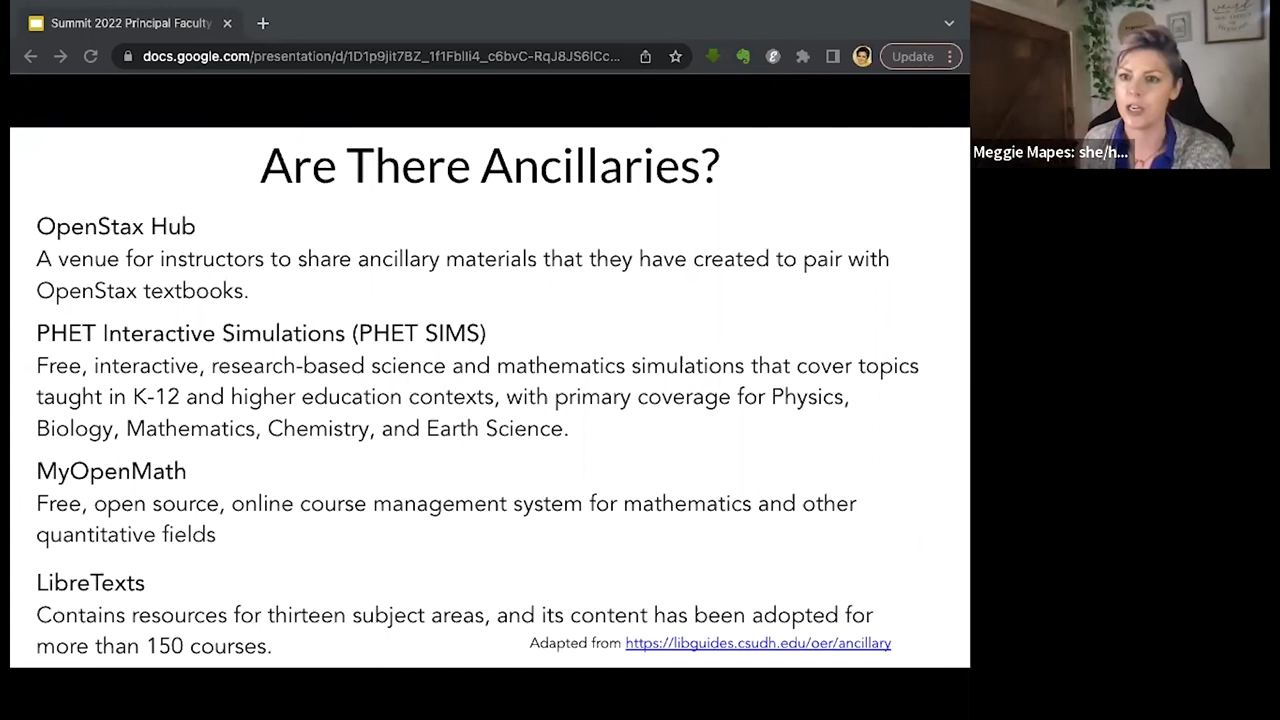 Summit 2022 Principal Faculty
docs.google.com/presentation/d/1D1p9jit7BZ_1f1FbIIi4_c6bvC-RqJ8JS6ICc...
Update
Are There Ancillaries?
OpenStax Hub
A venue for instructors to share ancillary materials that they have created to pair with
OpenStax textbooks.
PHET Interactive Simulations (PHET SIMS)
Free, interactive, research-based science and mathematics simulations that cover topics
taught in K-12 and higher education contexts, with primary coverage for Physics,
Biology, Mathematics, Chemistry, and Earth Science.
MyOpenMath
Free, open source, online course management system for mathematics and other
quantitative fields
LibreTexts
Contains resources for thirteen subject areas, and its content has been adopted for
more than 150 courses.
Adapted from https://libguides.csudh.edu/oer/ancillary
Meggie Mapes: she/h...